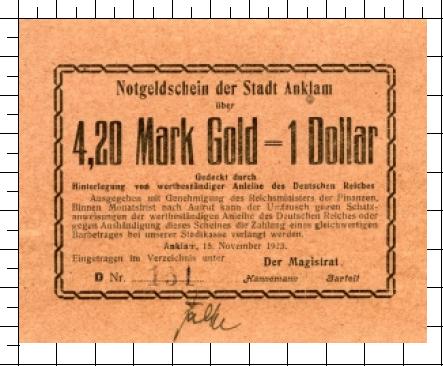 Notgeldschein der Stadt Anklam
über
4,20 Mark Gold = 1 Dollar
Gedeckt durch
Hinterlegung von wertbeständiger Anleihe des Deutschen Reiches
Ausgegeben mit Genehmigung des Reichsministers der Finanzen.
Binnen Monatsfrist nach Aufruf kann der Umtausch gegen Schatz-
anweisungen der wertbeständigen Anleihe des Deutschen Reiches oder
gegen Aushändigung dieses Scheines die Zahlung eines gleichwertigen
Barbetrages bei unserer Stadtkasse verlangt werden.
Anklam, 15. November 1923.
Eingetragen im Verzeichnis unter
Der Magistrat.
D Nr. 131
Hannemann Bartelt